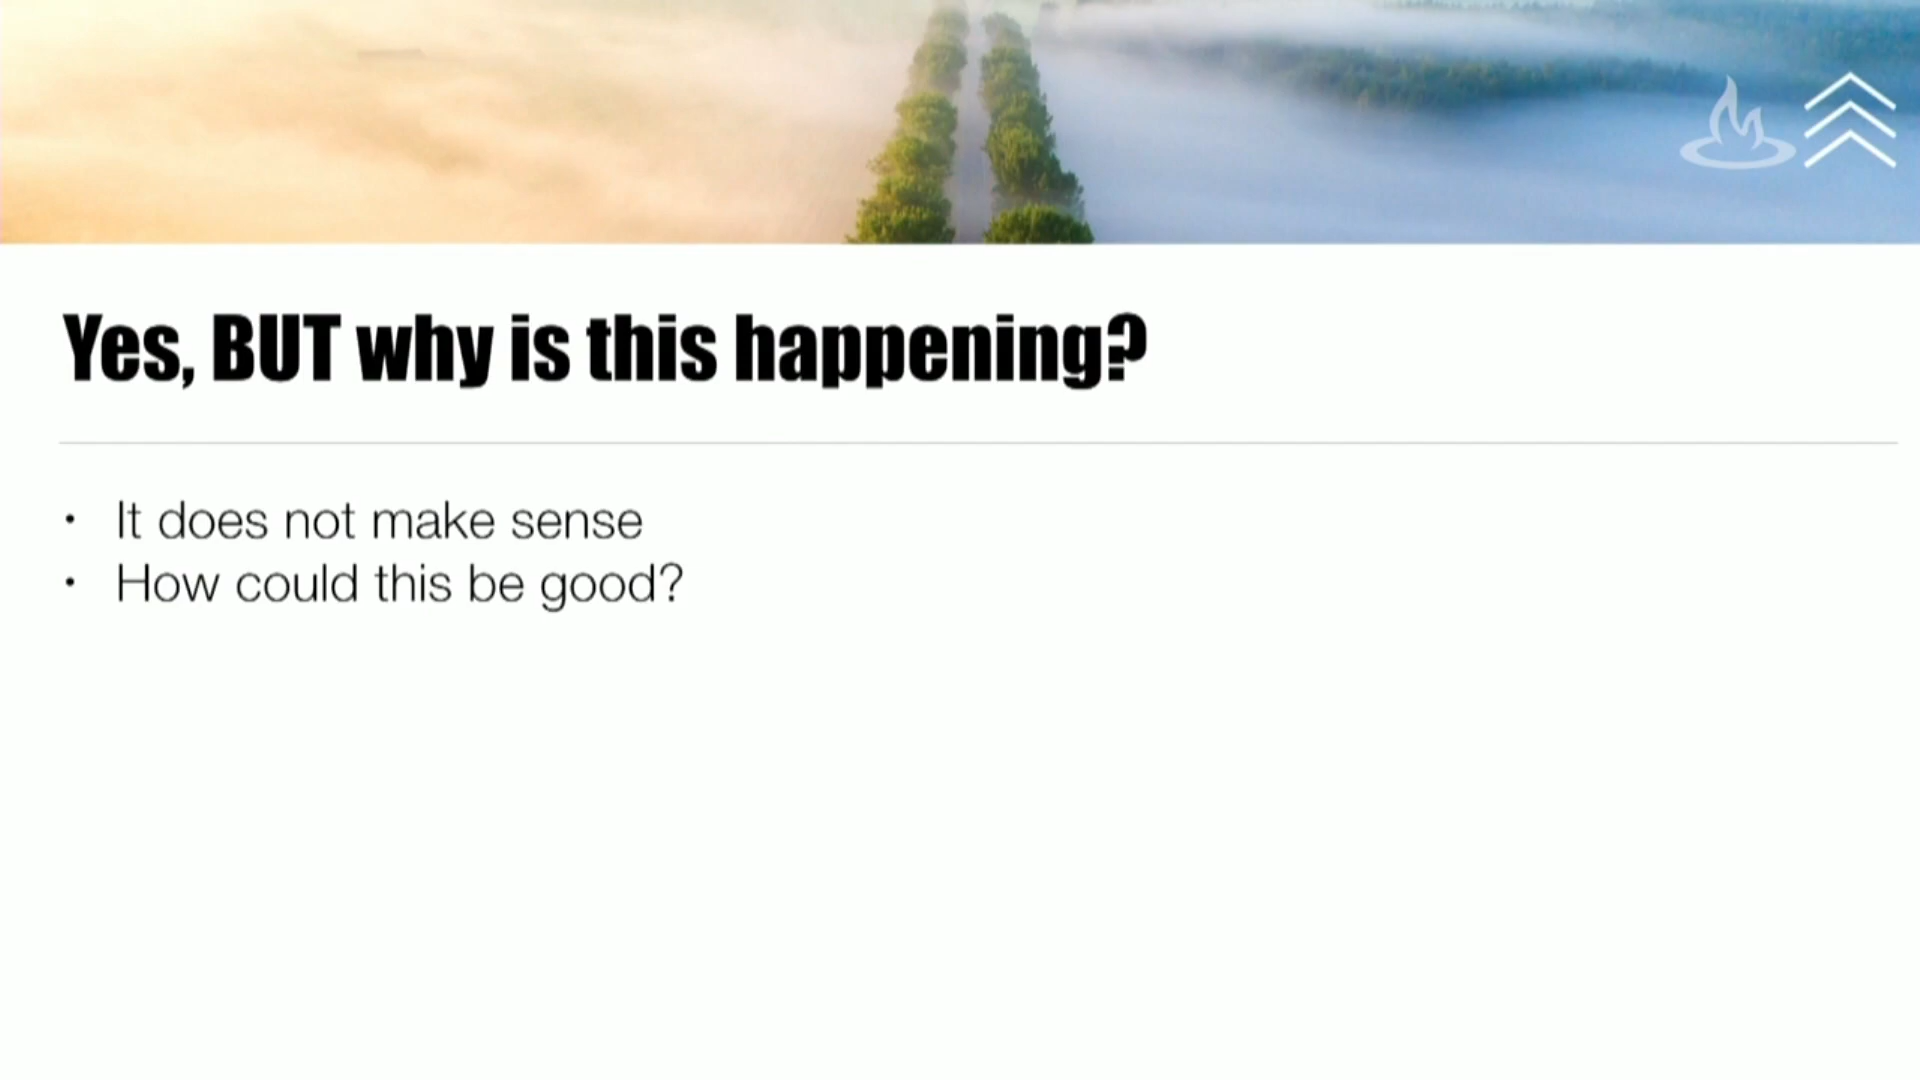 Yes, BUT why is this happening?
• It does not make sense
• How could this be good?